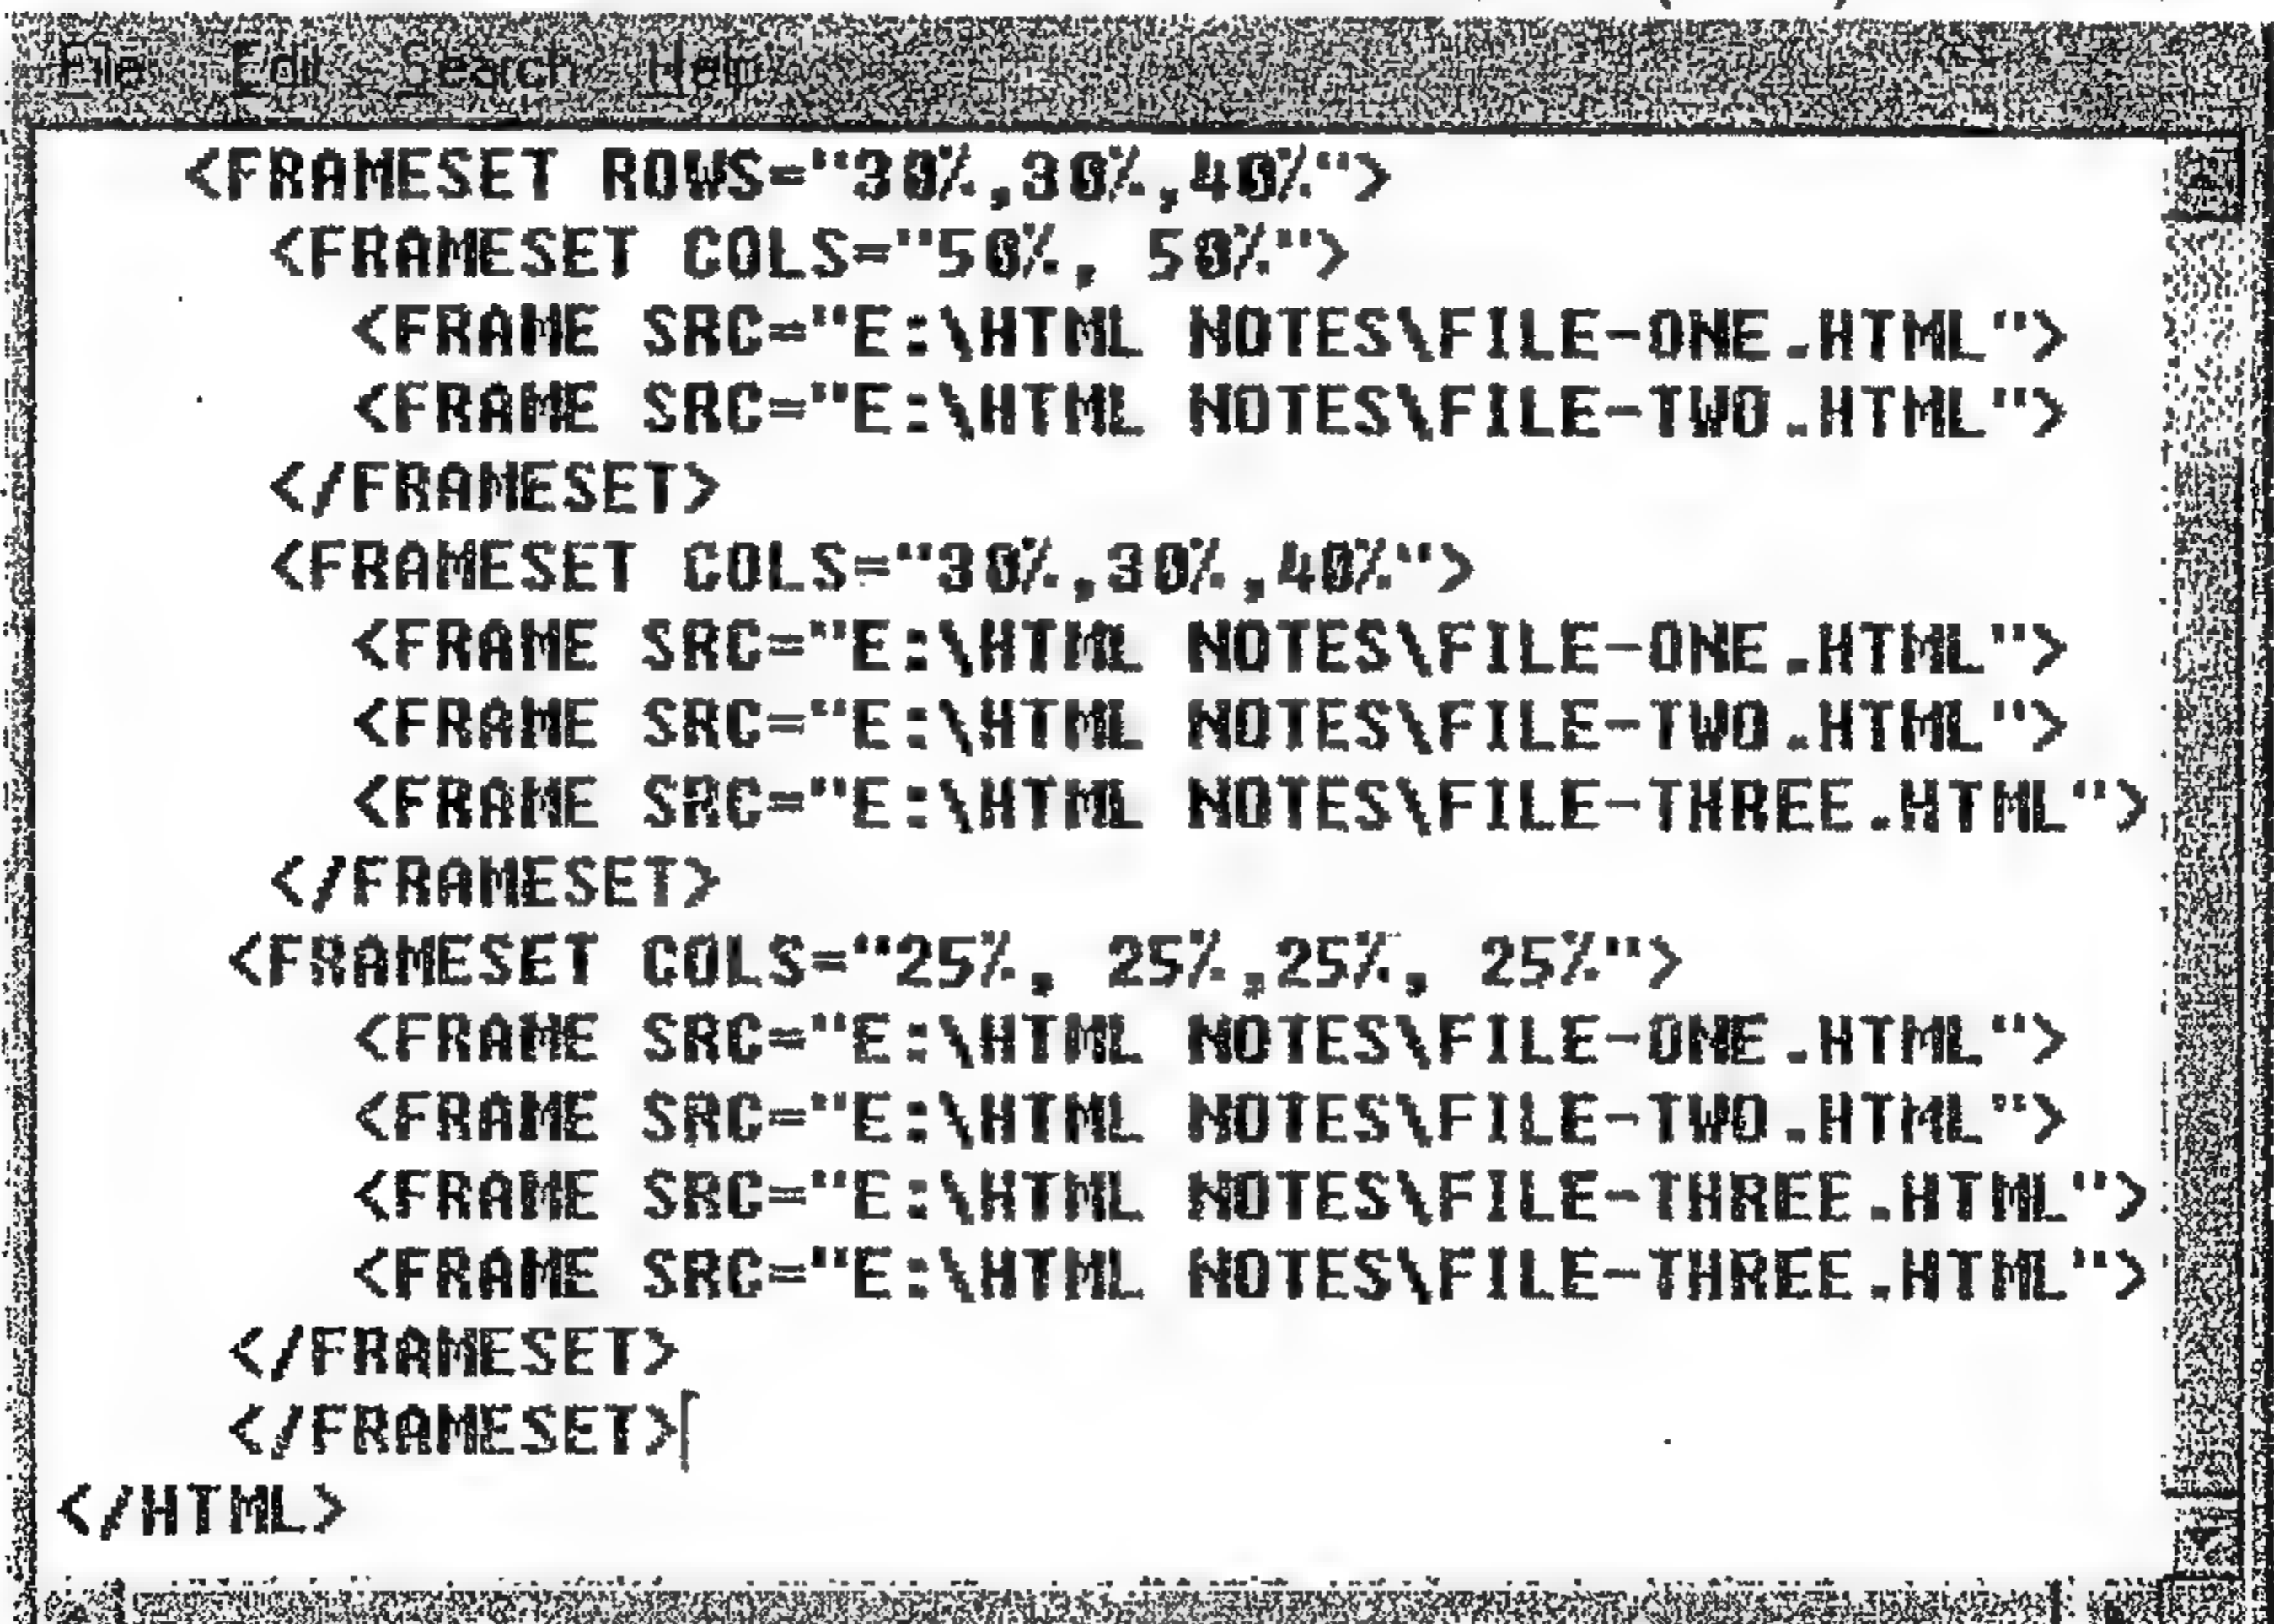 File Edit Search Help
<FRAMESET ROWS="30%,30%,40%">
<FRAMESET COLS="50%, 50%">
<FRAME SRC="E:\HTML NOTES\FILE-ONE.HTML">
<FRAME SRC="E:\HTML NOTES\FILE-TWO.HTML">
</FRAMESET>
<FRAMESET COLS="30%,30%,40%">
<FRAME SRC="E:\HTML NOTES\FILE-ONE.HTML">
<FRAME SRC="E:\HTML NOTES\FILE-TWO.HTML">
<FRAME SRC="E:\HTML NOTES\FILE-THREE.HTML">
</FRAMESET>
<FRAMESET COLS="25%, 25%,25%, 25%">
<FRAME SRC="E:\HTML NOTES\FILE-ONE.HTML">
<FRAME SRC="E:\HTML NOTES\FILE-TWO.HTML">
<FRAME SRC="E:\HTML NOTES\FILE-THREE.HTML">
<FRAME SRC="E:\HTML NOTES\FILE-THREE.HTML">
</FRAMESET>
</FRAMESET>
</HTML>